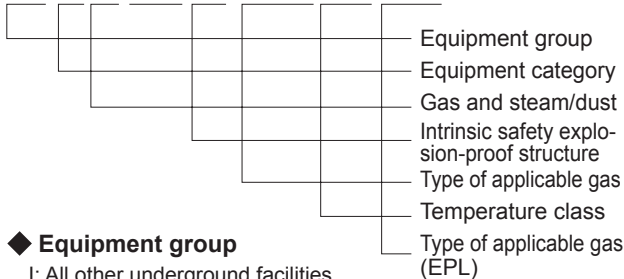 Equipment group
Equipment category
Gas and steam/dust
Intrinsic safety explo-
sion-proof structure
Type of applicable gas
Temperature class
Type of applicable gas
(EPL)
◆ Equipment group
I: All other underground facilities